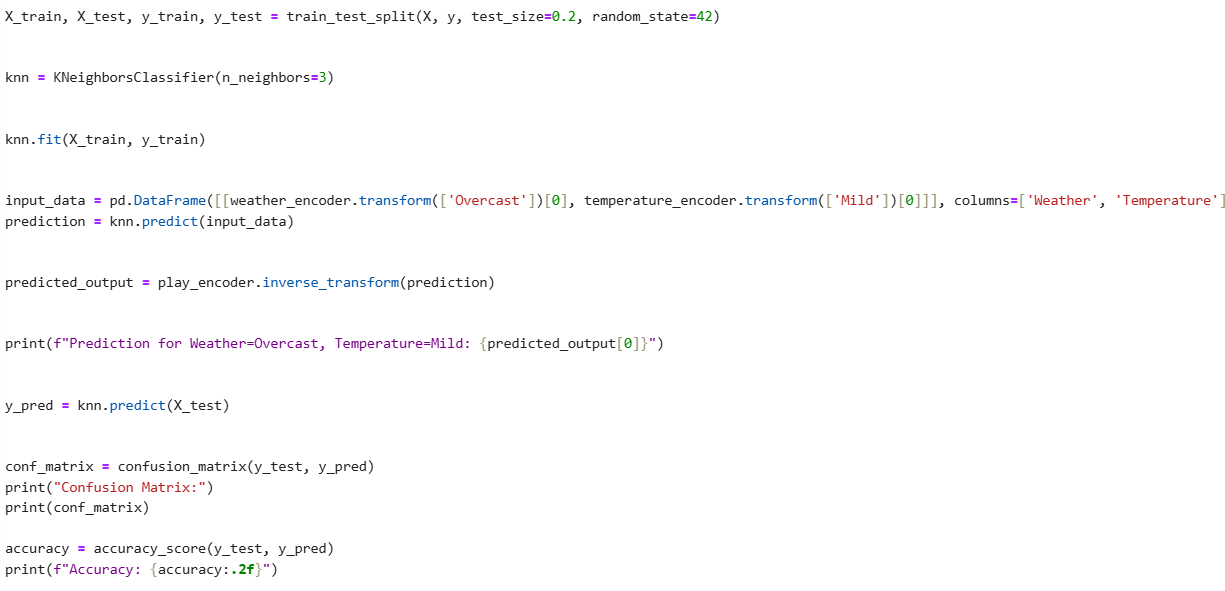 X_train, X_test, y_train, y_test = train_test_split(X, y, test_size=0.2, random_state=42)
knn = KNeighborsClassifier(n_neighbors=3)
knn.fit(X_train, y_train)
input_data = pd.DataFrame([[weather_encoder.transform(['Overcast'])[0], temperature_encoder.transform(['Mild'])[0]]], columns=['Weather', 'Temperature']
prediction = knn.predict(input_data)
predicted_output = play_encoder.inverse_transform(prediction)
print(f"Prediction for Weather=Overcast, Temperature=Mild: {predicted_output[0]}")
y_pred = knn.predict(X_test)
conf_matrix = confusion_matrix(y_test, y_pred)
print("Confusion Matrix:")
print(conf_matrix)
accuracy = accuracy_score(y_test, y_pred)
print(f"Accuracy: {accuracy:.2f}")